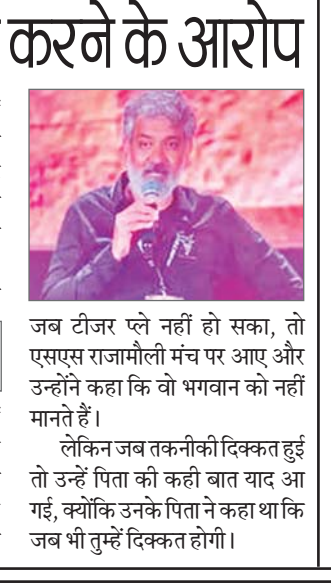 करने के आरोप
जब टीजर प्ले नहीं हो सका, तो
एसएस राजामौली मंच पर आए और
उन्होंने कहा कि वो भगवान को नहीं
मानते हैं।
लेकिन जब तकनीकी दिक्कत हुई
तो उन्हें पिता की कही बात याद आ
गई, क्योंकि उनके पिता ने कहा था कि
जब भी तुम्हें दिक्कत होगी।